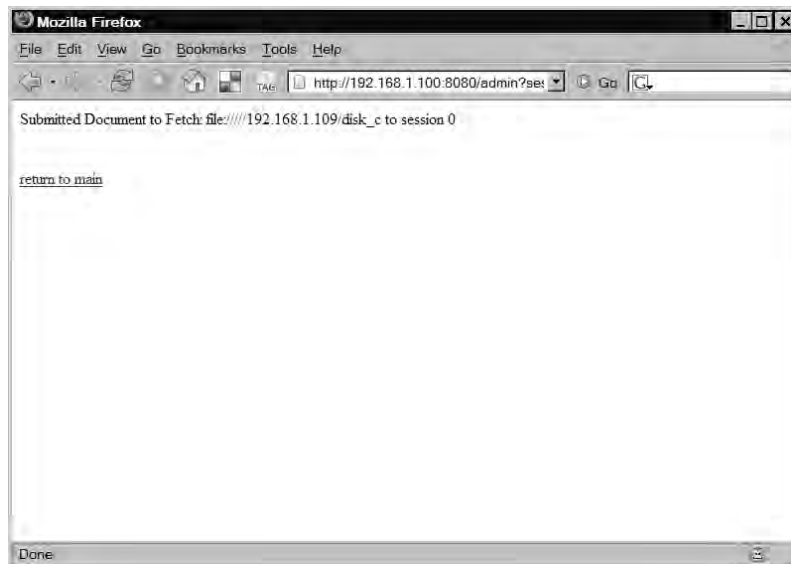 Mozilla Firefox
File Edit View Go Bookmarks Tools Help
TAG http://192.168.1.100:8080/admin?ses Go G
Submitted Document to Fetch: file://///192.168.1.109/disk_c to session 0
return to main
Done